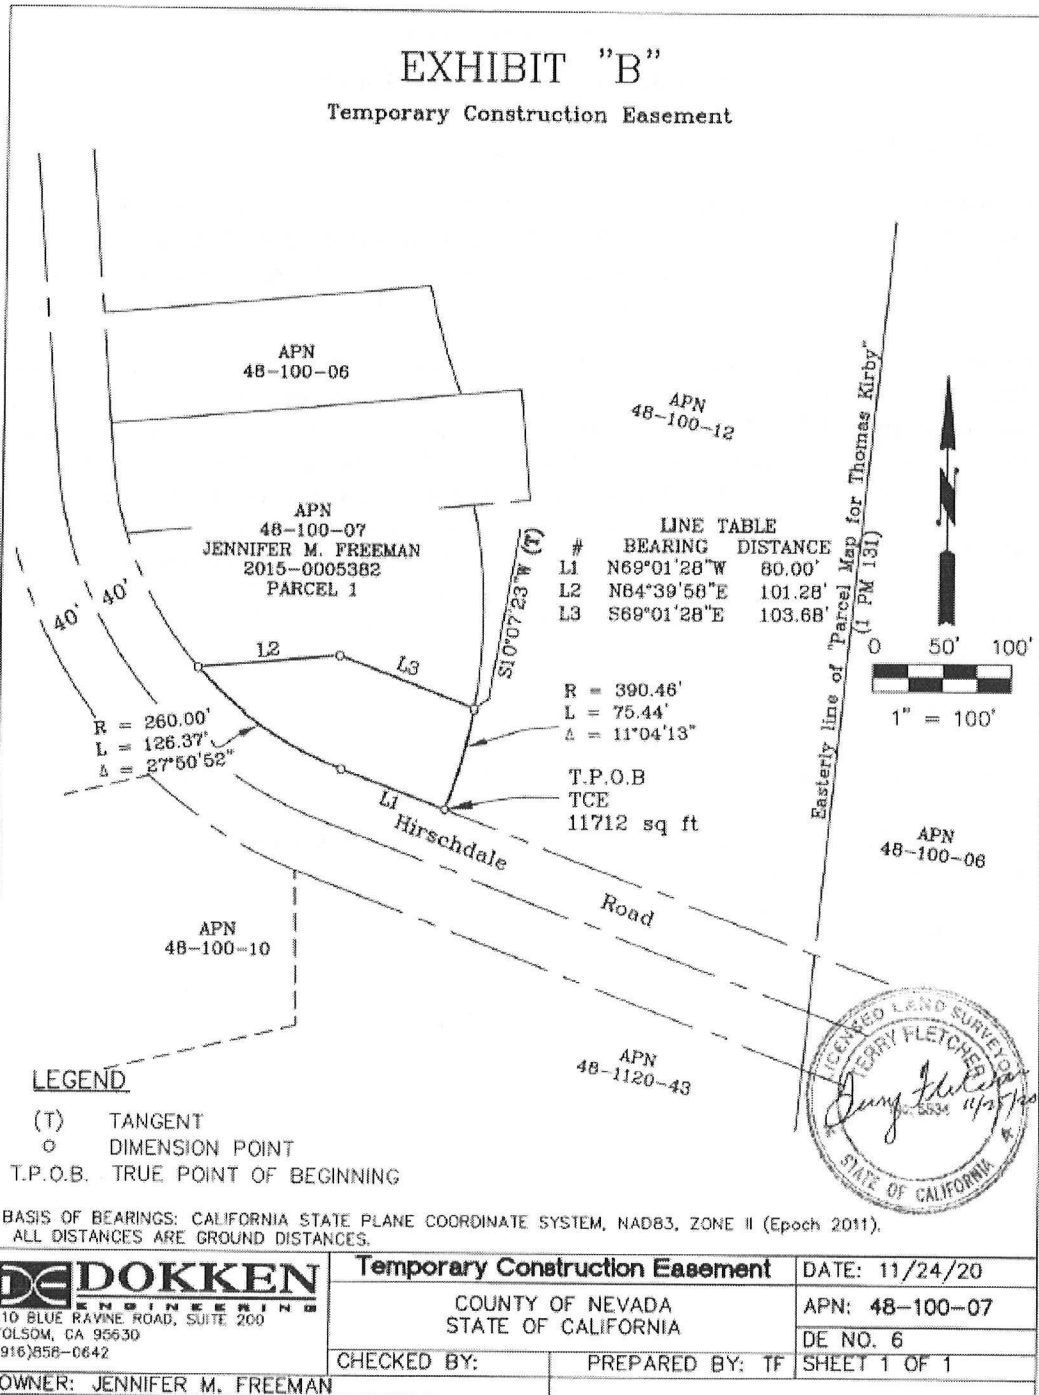 EXHIBIT "B"
Temporary Construction Easement
APN
48-100-06
APN
48-100-12
APN
48-100-07
JENNIFER M. FREEMAN
2015-0005382
PARCEL 1
S10°07'23"W (T)
LINE TABLE
# BEARING DISTANCE
L1 N69°01'28"W 80.00'
L2 N84°39'58"E 101.28'
L3 S69°01'28"E 103.68'
Easterly line of "Parcel Map for Thomas Kirby"
(1 PM 131)
N
0 50' 100'
1" = 100'
40' 40'
L2
L3
R = 260.00'
L = 126.37'
Δ = 27°50'52"
R = 390.46'
L = 75.44'
Δ = 11°04'13"
T.P.O.B
TCE
11712 sq ft
L1
Hirschdale
Road
APN
48-100-06
APN
48-100-10
APN
48-1120-43
LICENSED LAND SURVEYOR
TERRY FLETCHER
STATE OF CALIFORNIA
LEGEND
(T) TANGENT
o DIMENSION POINT
T.P.O.B. TRUE POINT OF BEGINNING
BASIS OF BEARINGS: CALIFORNIA STATE PLANE COORDINATE SYSTEM, NAD83, ZONE II (Epoch 2011).
ALL DISTANCES ARE GROUND DISTANCES.
DOKKEN
ENGINEERING
10 BLUE RAVINE ROAD, SUITE 200
OLSOM, CA 95630
916)858-0642
OWNER: JENNIFER M. FREEMAN
Temporary Construction Easement
COUNTY OF NEVADA
STATE OF CALIFORNIA
CHECKED BY: PREPARED BY: TF
DATE: 11/24/20
APN: 48-100-07
DE NO. 6
SHEET 1 OF 1